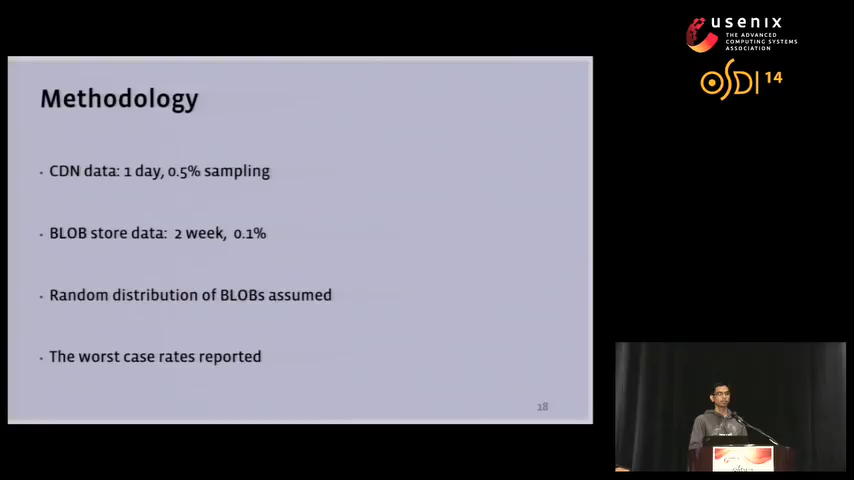 usenix
THE ADVANCED
COMPUTING SYSTEMS
ASSOCIATION
OSDI 14
Methodology
CDN data: 1 day, 0.5% sampling
BLOB store data: 2 week, 0.1%
Random distribution of BLOBs assumed
The worst case rates reported
18